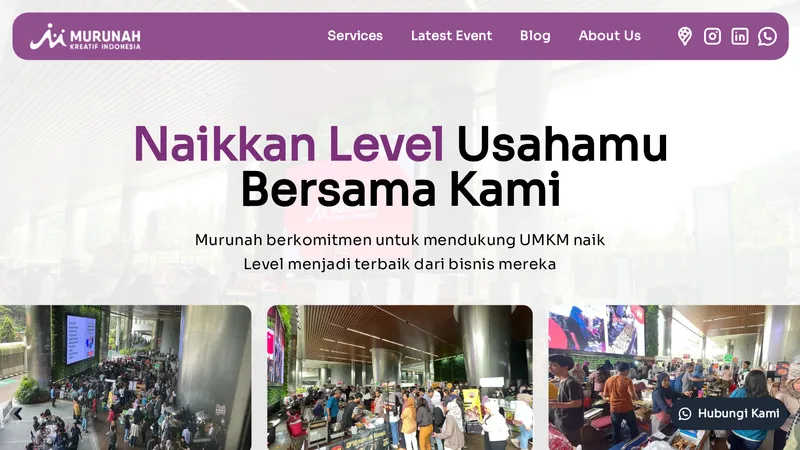 MURUNAH
KREATIF INDONESIA
Services
Latest Event
Blog
About Us
Naikkan Level Usahamu
Bersama Kami
Murunah berkomitmen untuk mendukung UMKM naik
Level menjadi terbaik dari bisnis mereka
Hubungi Kami